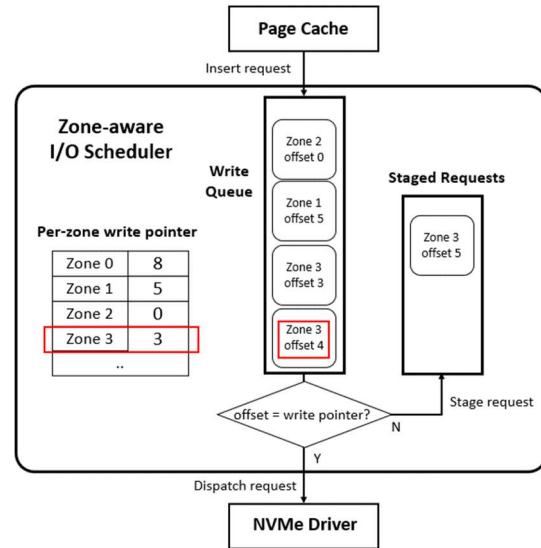 Page Cache
Insert request
Zone-aware
I/O Scheduler
Write
Queue
Zone 2
offset 0
Zone 1
offset 5
Zone 3
offset 3
Zone 3
offset 4
Staged Requests
Zone 3
offset 5
Per-zone write pointer
Zone 0 8
Zone 1 5
Zone 2 0
Zone 3 3
..
offset = write pointer?
N
Stage request
Y
Dispatch request
NVMe Driver